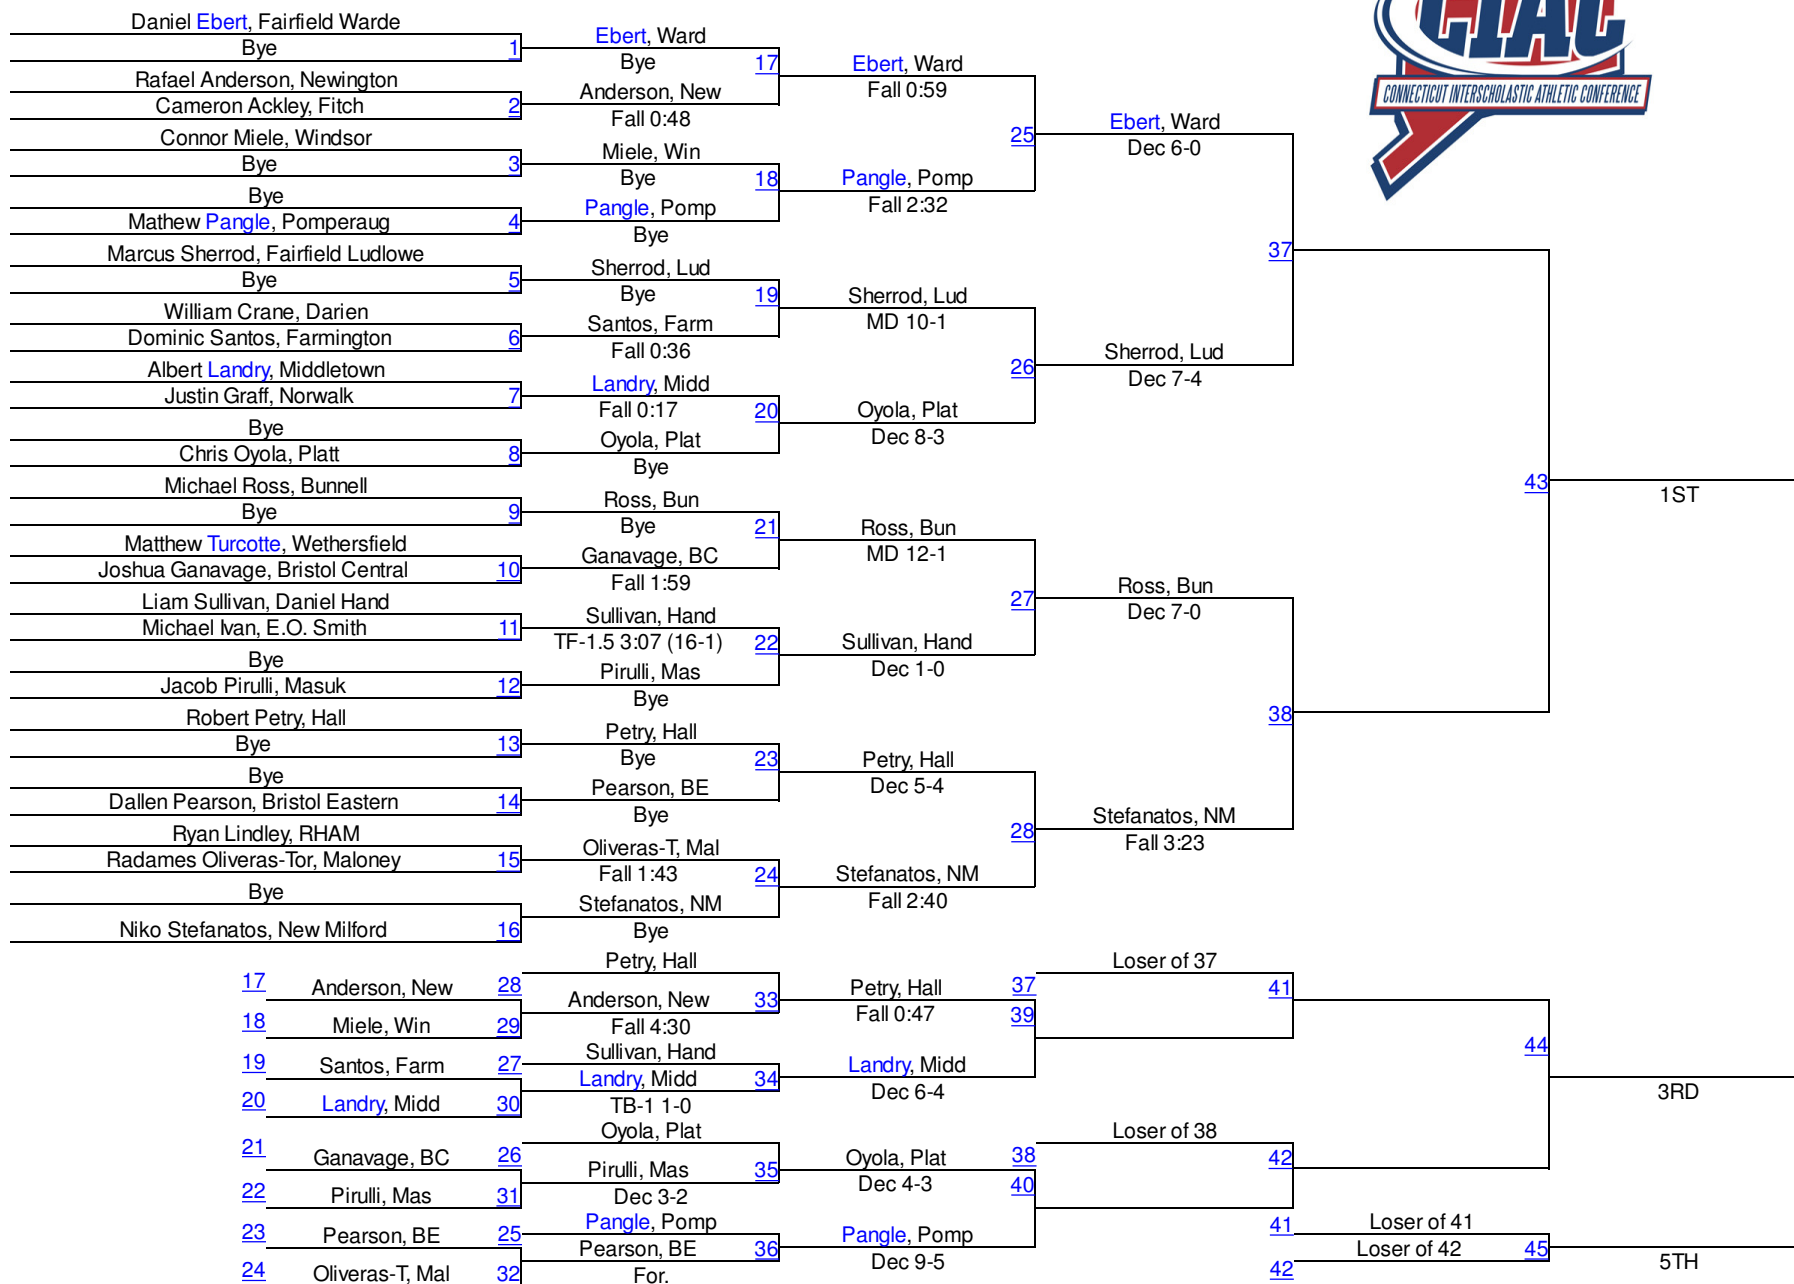 CIAC
CONNECTICUT INTERSCHOLASTIC ATHLETIC CONFERENCE
Daniel Ebert, Fairfield Warde
Bye
1
Rafael Anderson, Newington
Cameron Ackley, Fitch
2
Connor Miele, Windsor
Bye
3
Bye
Mathew Pangle, Pomperaug
4
Marcus Sherrod, Fairfield Ludlowe
Bye
5
William Crane, Darien
Dominic Santos, Farmington
6
Albert Landry, Middletown
Justin Graff, Norwalk
7
Bye
Chris Oyola, Platt
8
Michael Ross, Bunnell
Bye
9
Matthew Turcotte, Wethersfield
Joshua Ganavage, Bristol Central
10
Liam Sullivan, Daniel Hand
Michael Ivan, E.O. Smith
11
Bye
Jacob Pirulli, Masuk
12
Robert Petry, Hall
Bye
13
Bye
Dallen Pearson, Bristol Eastern
14
Ryan Lindley, RHAM
Radames Oliveras-Tor, Maloney
15
Bye
Niko Stefanatos, New Milford
16
Ebert, Ward
Bye
17
Anderson, New
Fall 0:48
Miele, Win
Bye
18
Pangle, Pomp
Bye
Sherrod, Lud
Bye
19
Santos, Farm
Fall 0:36
Landry, Midd
Fall 0:17
20
Oyola, Plat
Bye
Ross, Bun
Bye
21
Ganavage, BC
Fall 1:59
Sullivan, Hand
TF-1.5 3:07 (16-1)
22
Pirulli, Mas
Bye
Petry, Hall
Bye
23
Pearson, BE
Bye
Oliveras-T, Mal
Fall 1:43
24
Stefanatos, NM
Bye
Ebert, Ward
Fall 0:59
25
Pangle, Pomp
Fall 2:32
Sherrod, Lud
MD 10-1
26
Oyola, Plat
Dec 8-3
Ross, Bun
MD 12-1
27
Sullivan, Hand
Dec 1-0
Petry, Hall
Dec 5-4
28
Stefanatos, NM
Fall 2:40
Ebert, Ward
Dec 6-0
37
Sherrod, Lud
Dec 7-4
Ross, Bun
Dec 7-0
38
Stefanatos, NM
Fall 3:23
43
1ST
17
Anderson, New
28
18
Miele, Win
29
19
Santos, Farm
27
20
Landry, Midd
30
21
Ganavage, BC
26
22
Pirulli, Mas
31
23
Pearson, BE
25
24
Oliveras-T, Mal
32
Petry, Hall
Anderson, New
33
Fall 4:30
Sullivan, Hand
Landry, Midd
34
TB-1 1-0
Oyola, Plat
Pirulli, Mas
35
Dec 3-2
Pangle, Pomp
Pearson, BE
36
For.
Petry, Hall
37
Fall 0:47
39
Landry, Midd
Dec 6-4
Oyola, Plat
38
Dec 4-3
40
Pangle, Pomp
Dec 9-5
Loser of 37
41
Loser of 38
42
44
3RD
41
Loser of 41
Loser of 42
45
42
5TH